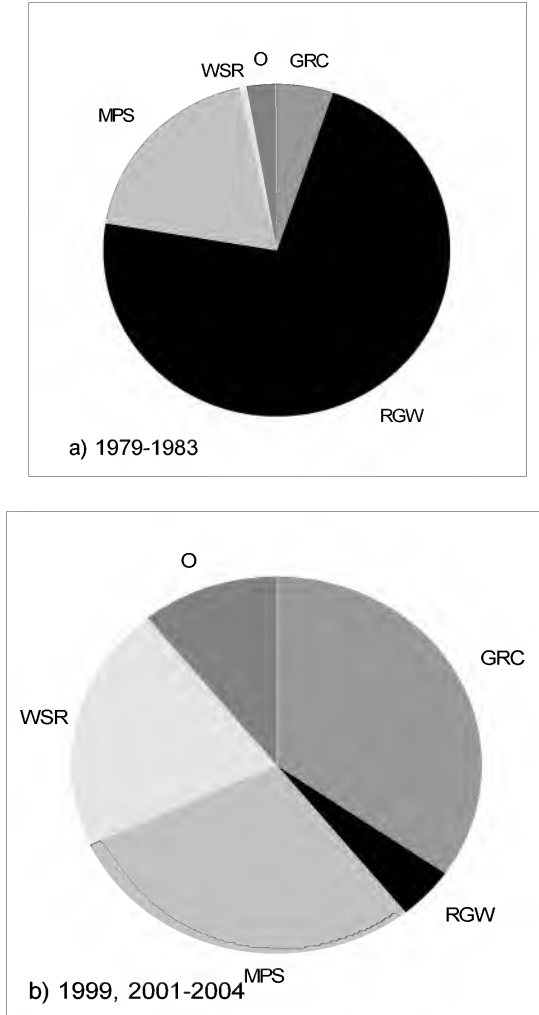 O GRC
WSR
MPS
RGW
a) 1979-1983
O
GRC
WSR
RGW
MPS
b) 1999, 2001-2004